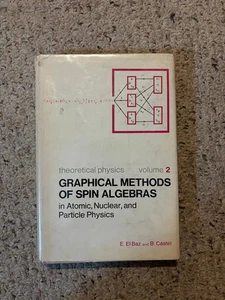 theoretical physics volume 2
GRAPHICAL METHODS
OF SPIN ALGEBRAS
in Atomic, Nuclear, and
Particle Physics
E. El-Baz and B. Castel